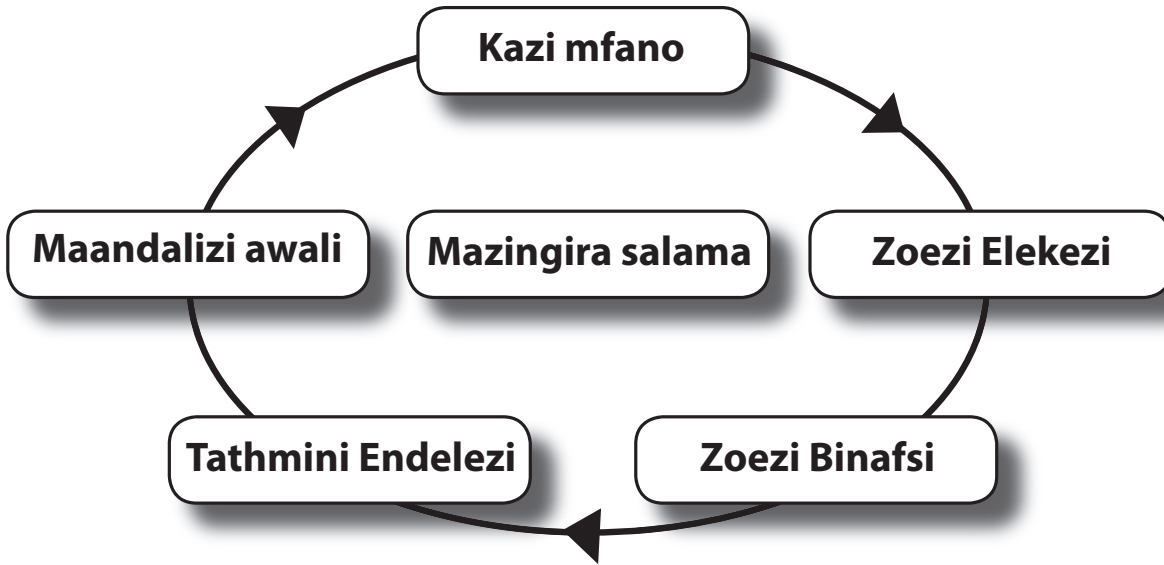 Kazi mfano
Maandalizi awali
Mazingira salama
Zoezi Elekezi
Tathmini Endelezi
Zoezi Binafsi